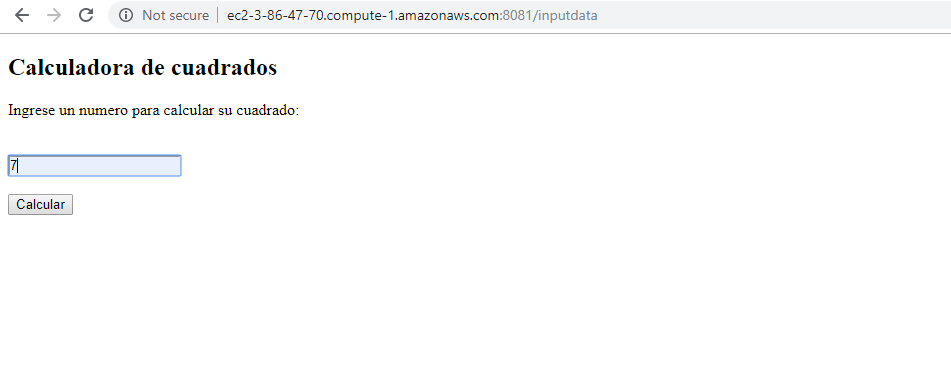 Not secure | ec2-3-86-47-70.compute-1.amazonaws.com:8081/inputdata
Calculadora de cuadrados
Ingrese un numero para calcular su cuadrado:
7
Calcular